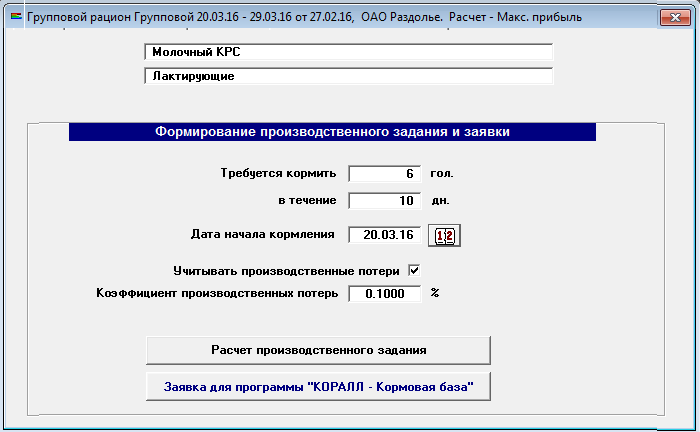 Групповой рацион Групповой 20.03.16 - 29.03.16 от 27.02.16, ОАО Раздолье. Расчет - Макс. прибыль
Молочный КРС
Лактирующие
Формирование производственного задания и заявки
Требуется кормить 6 гол.
в течение 10 дн.
Дата начала кормления 20.03.16 12
Учитывать производственные потери
Коэффициент производственных потерь 0.1000 %
Расчет производственного задания
Заявка для программы "КОРАЛЛ - Кормовая база"